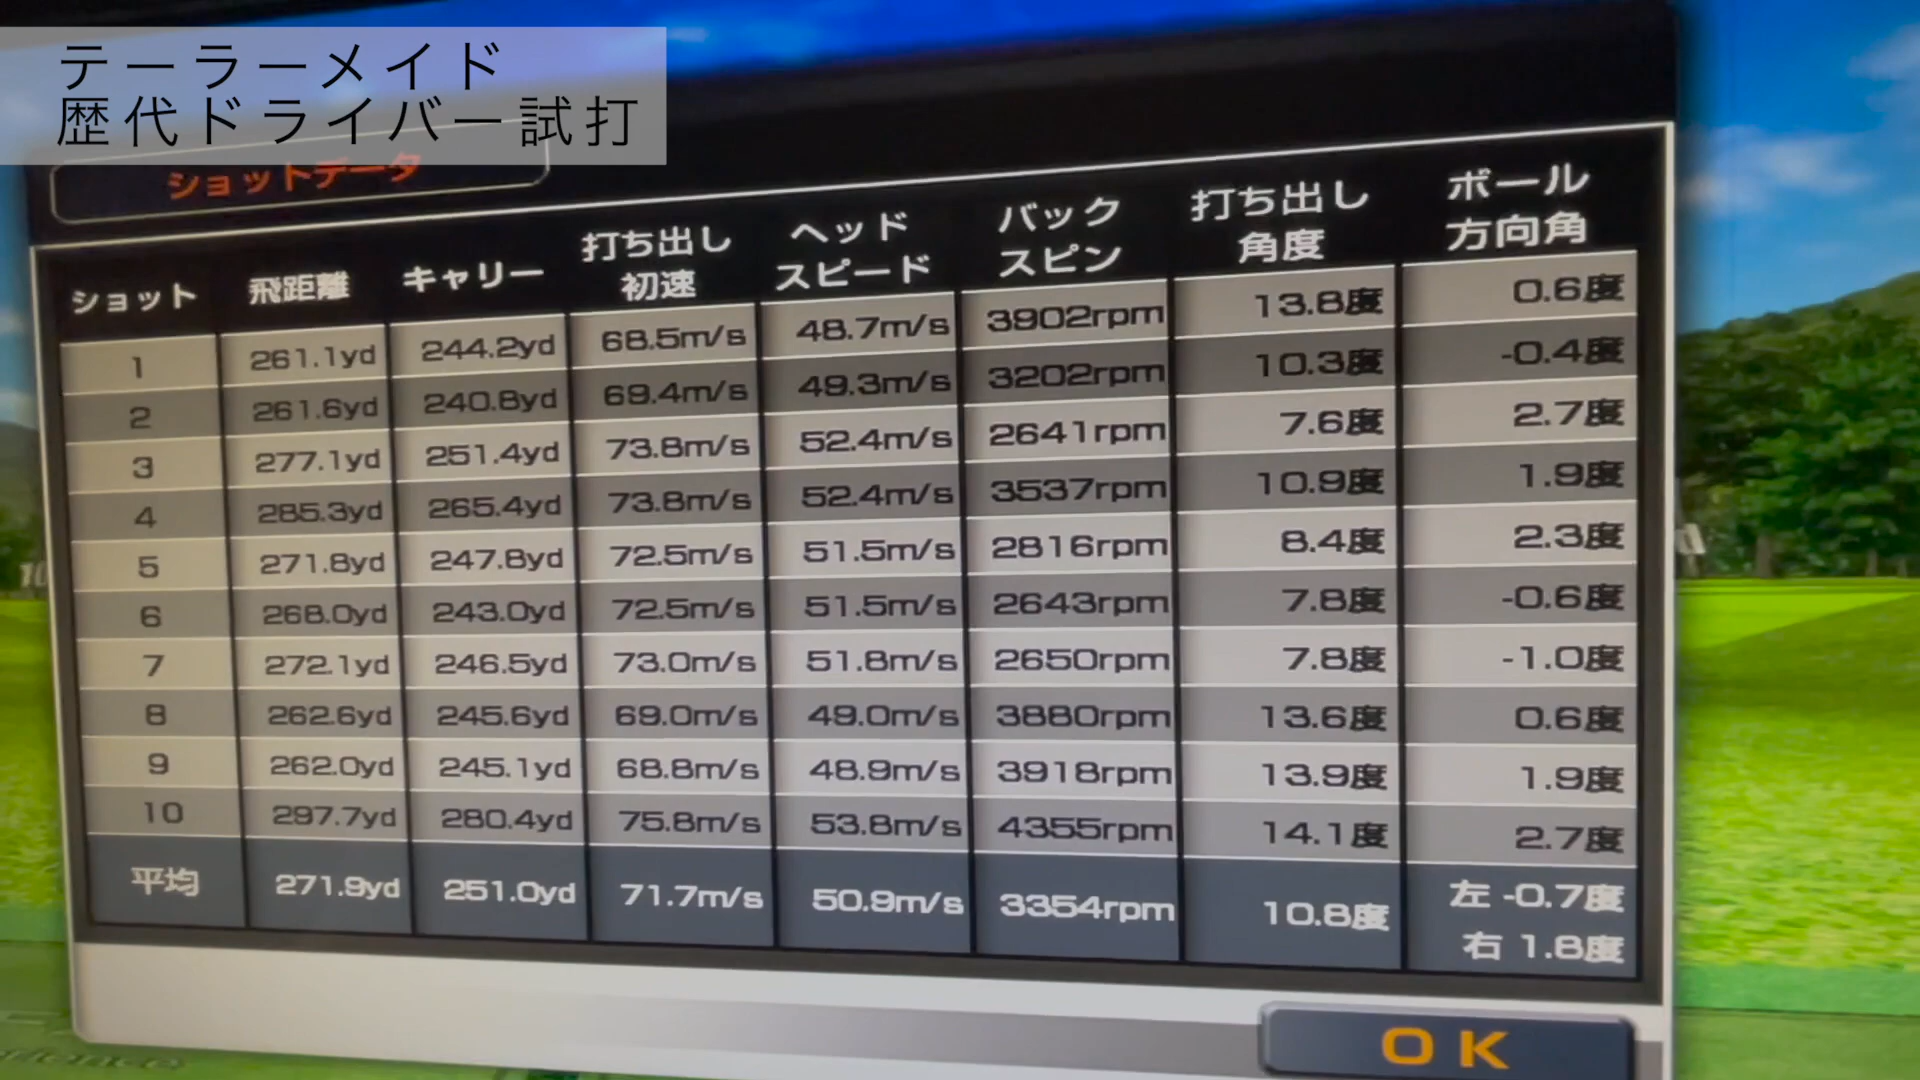 テーラーメイド
歴代ドライバー試打
ショットデータ
ショット 飛距離 キャリー 打ち出し初速 ヘッドスピード バックスピン 打ち出し角度 ボール方向角
1 261.1yd 244.2yd 68.5m/s 48.7m/s 3902rpm 13.8度 0.6度
2 261.6yd 240.8yd 69.4m/s 49.3m/s 3202rpm 10.3度 -0.4度
3 277.1yd 251.4yd 73.8m/s 52.4m/s 2641rpm 7.6度 2.7度
4 285.3yd 265.4yd 73.8m/s 52.4m/s 3537rpm 10.9度 1.9度
5 271.8yd 247.8yd 72.5m/s 51.5m/s 2816rpm 8.4度 2.3度
6 268.0yd 243.0yd 72.5m/s 51.5m/s 2643rpm 7.8度 -0.6度
7 272.1yd 246.5yd 73.0m/s 51.8m/s 2650rpm 7.8度 -1.0度
8 262.6yd 245.6yd 69.0m/s 49.0m/s 3880rpm 13.6度 0.6度
9 262.0yd 245.1yd 68.8m/s 48.9m/s 3918rpm 13.9度 1.9度
10 297.7yd 280.4yd 75.8m/s 53.8m/s 4355rpm 14.1度 2.7度
平均 271.9yd 251.0yd 71.7m/s 50.9m/s 3354rpm 10.8度 左 -0.7度
右 1.8度
OK